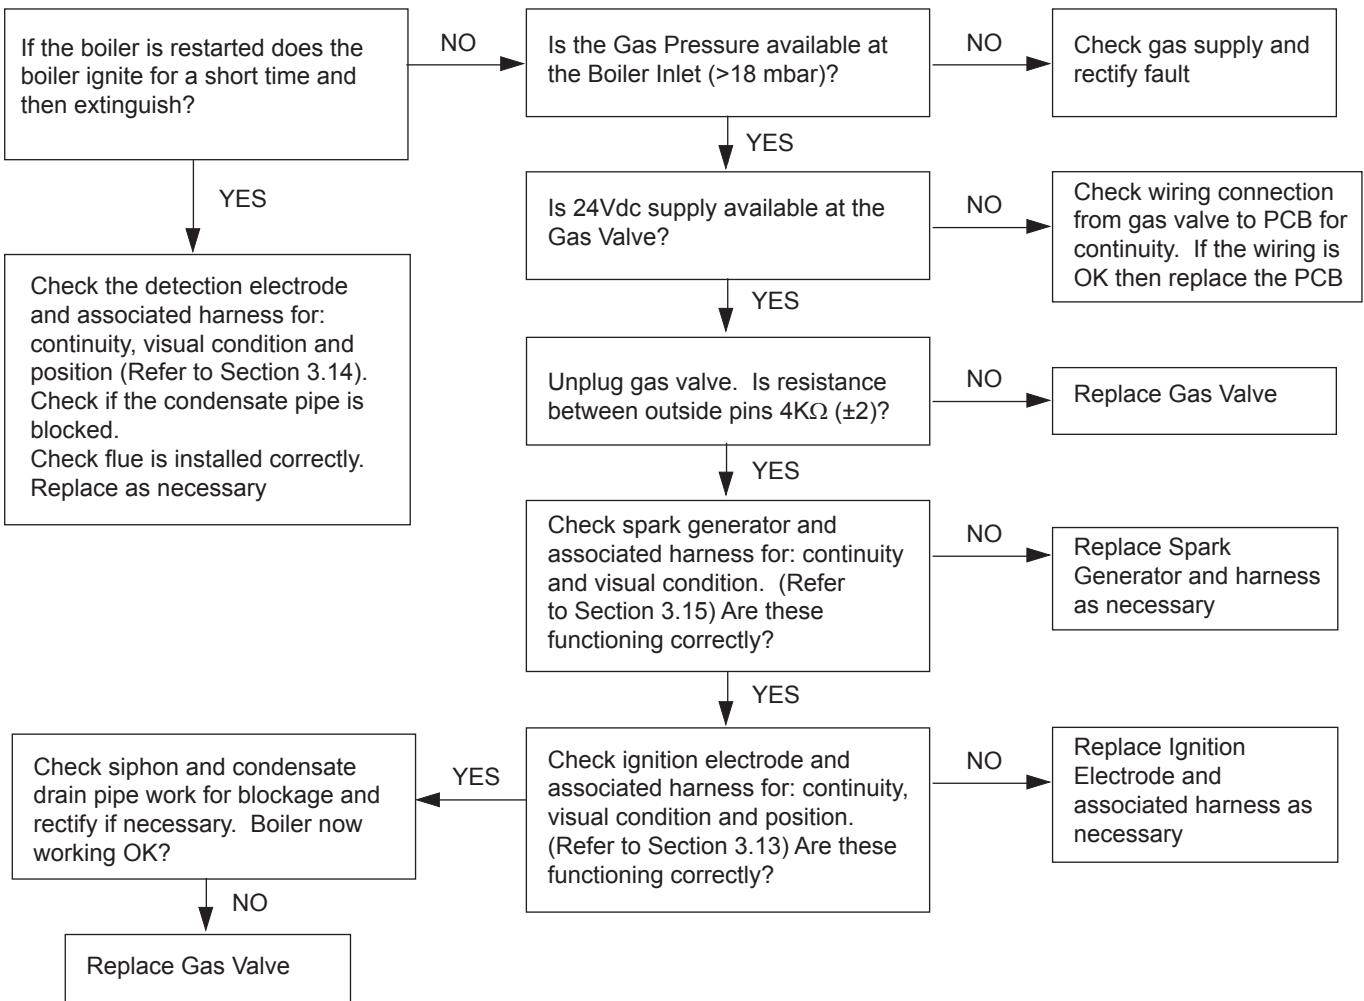 If the boiler is restarted does the
boiler ignite for a short time and
then extinguish?
NO
Is the Gas Pressure available at
the Boiler Inlet (>18 mbar)?
NO
Check gas supply and
rectify fault
YES
YES
Is 24Vdc supply available at the
Gas Valve?
NO
Check wiring connection
from gas valve to PCB for
continuity.  If the wiring is
OK then replace the PCB
Check the detection electrode
and associated harness for:
continuity, visual condition and
position (Refer to Section 3.14).
Check if the condensate pipe is
blocked.
Check flue is installed correctly.
Replace as necessary
YES
Unplug gas valve.  Is resistance
between outside pins 4KΩ (±2)?
NO
Replace Gas Valve
YES
Check spark generator and
associated harness for: continuity
and visual condition.  (Refer
to Section 3.15) Are these
functioning correctly?
NO
Replace Spark
Generator and harness
as necessary
YES
Check ignition electrode and
associated harness for: continuity,
visual condition and position.
(Refer to Section 3.13) Are these
functioning correctly?
NO
Replace Ignition
Electrode and
associated harness as
necessary
YES
Check siphon and condensate
drain pipe work for blockage and
rectify if necessary.  Boiler now
working OK?
NO
Replace Gas Valve